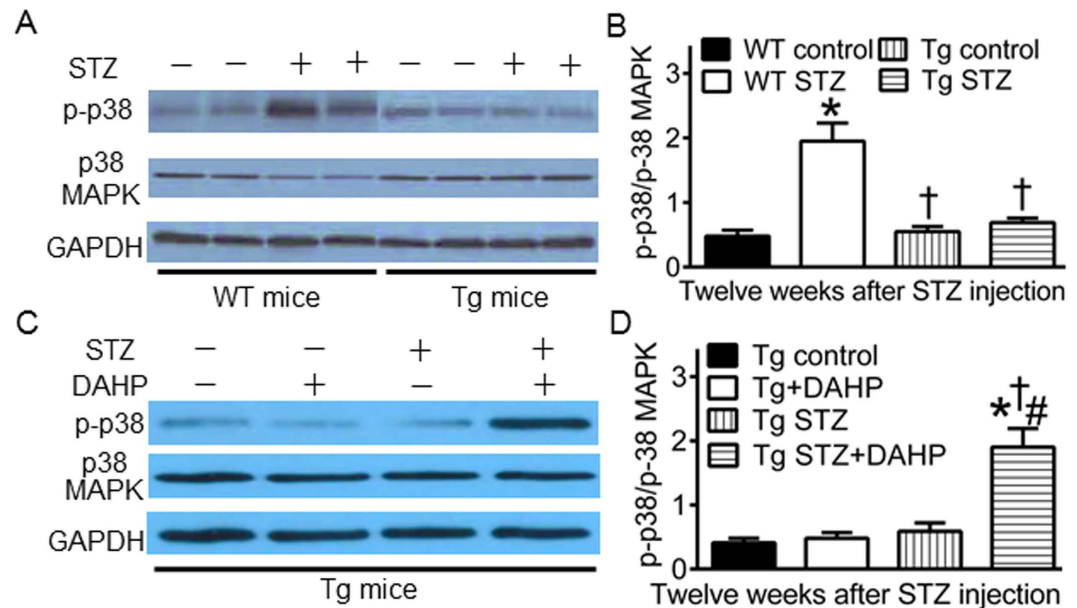 A
STZ − − + + − − + +
p-p38
p38
MAPK
GAPDH
WT mice Tg mice
B
WT control Tg control
WT STZ Tg STZ
p-p38/p-38 MAPK
3
2
1
0
*
†
†
Twelve weeks after STZ injection
C
STZ − − + +
DAHP − + − +
p-p38
p38
MAPK
GAPDH
Tg mice
D
Tg control
Tg+DAHP
Tg STZ
Tg STZ+DAHP
p-p38/p-38 MAPK
3
2
1
0
*†#
Twelve weeks after STZ injection